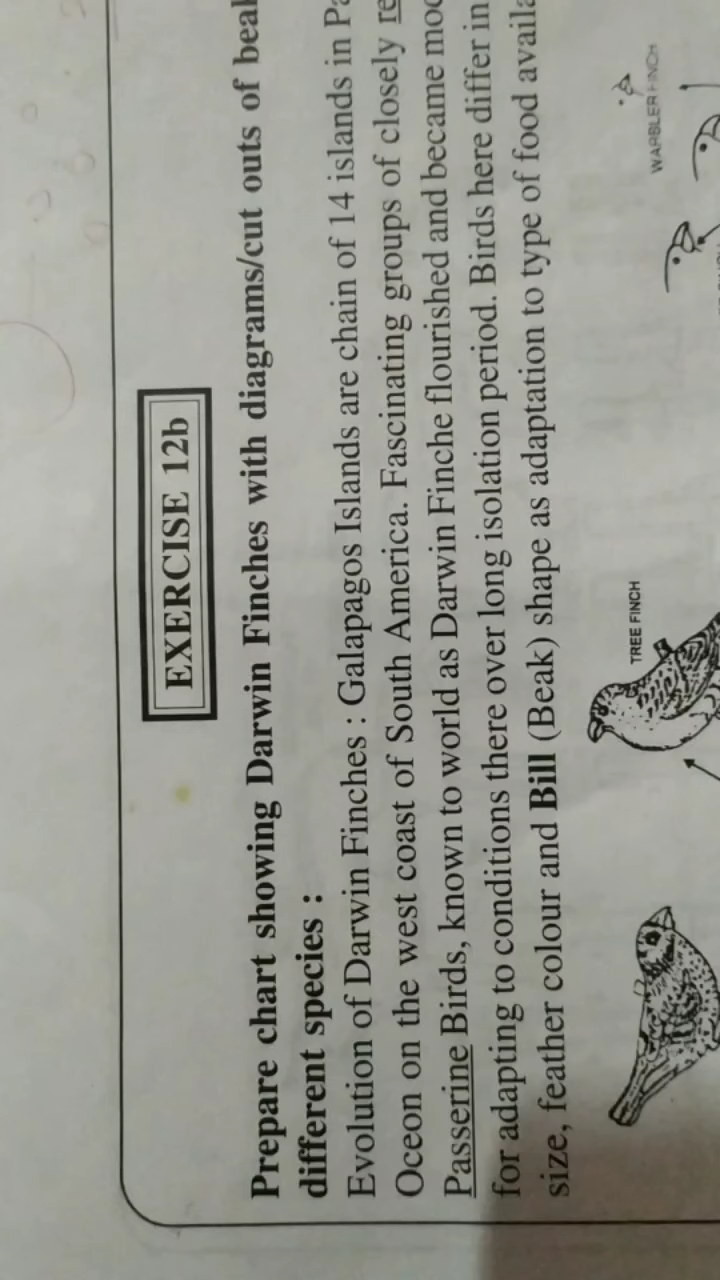 EXERCISE 12b
Prepare chart showing Darwin Finches with diagrams/cut outs of
different species :
Evolution of Darwin Finches : Galapagos Islands are chain of 14 islands in
Ocean on the west coast of South America. Fascinating groups of closely
Passerine Birds, known to world as Darwin Finche flourished and became
for adapting to conditions there over long isolation period. Birds here differ in
size, feather colour and Bill (Beak) shape as adaptation to type of food
TREE FINCH
WARBLER FINCH